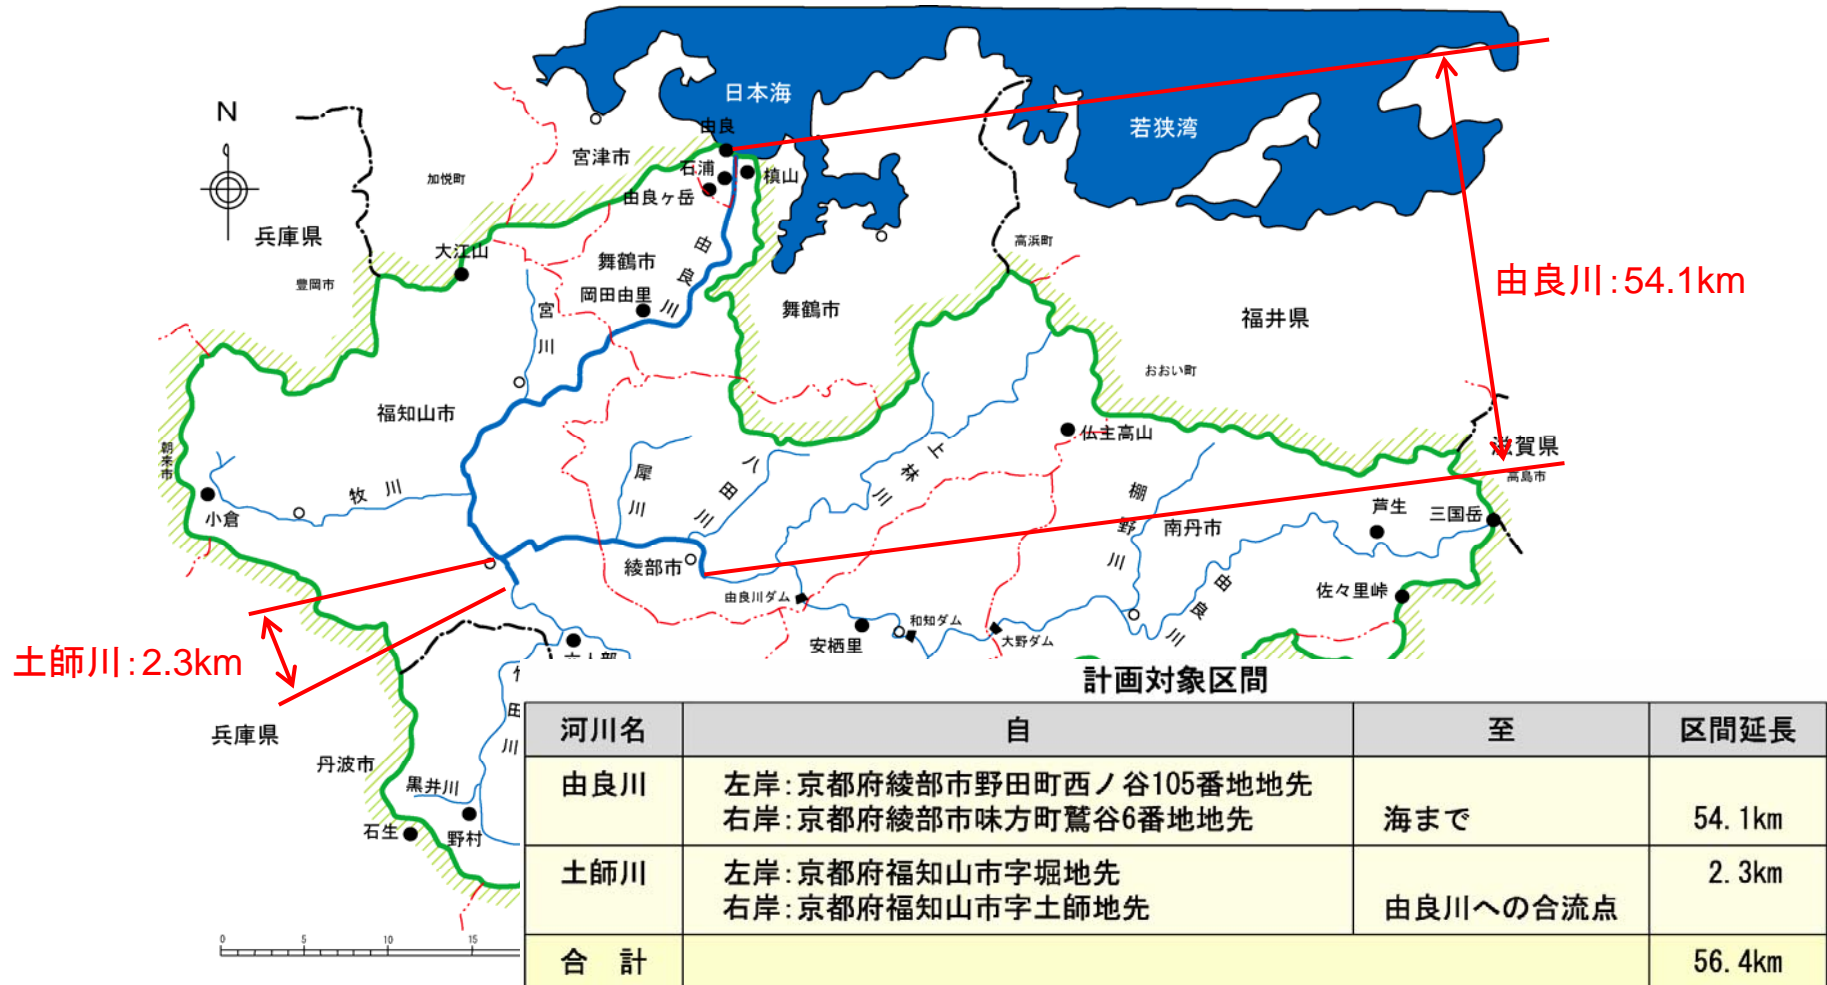 日本海
若狭湾
N
由良
宮津市
石浦
槙山
加悦町
由良ヶ岳
兵庫県
大江山
舞鶴市
由良川
高浜町
豊岡市
岡田由里
宮川
舞鶴市
福井県
由良川：54.1km
おおい町
福知山市
仏主高山
上林川
滋賀県
高島市
朝来市
犀川
八田川
牧川
棚野川
小倉
芦生
三国岳
南丹市
綾部市
由良川
佐々里峠
由良川ダム
和知ダム
大野ダム
安栖里
土師川：2.3km
兵庫県
竹田川
丹波市
黒井川
石生
野村
0 5 10 15
計画対象区間
河川名 自 至 区間延長
由良川 左岸：京都府綾部市野田町西ノ谷105番地地先
右岸：京都府綾部市味方町鷲谷6番地地先 海まで 54.1km
土師川 左岸：京都府福知山市字堀地先 2.3km
右岸：京都府福知山市字土師地先 由良川への合流点
合 計 56.4km